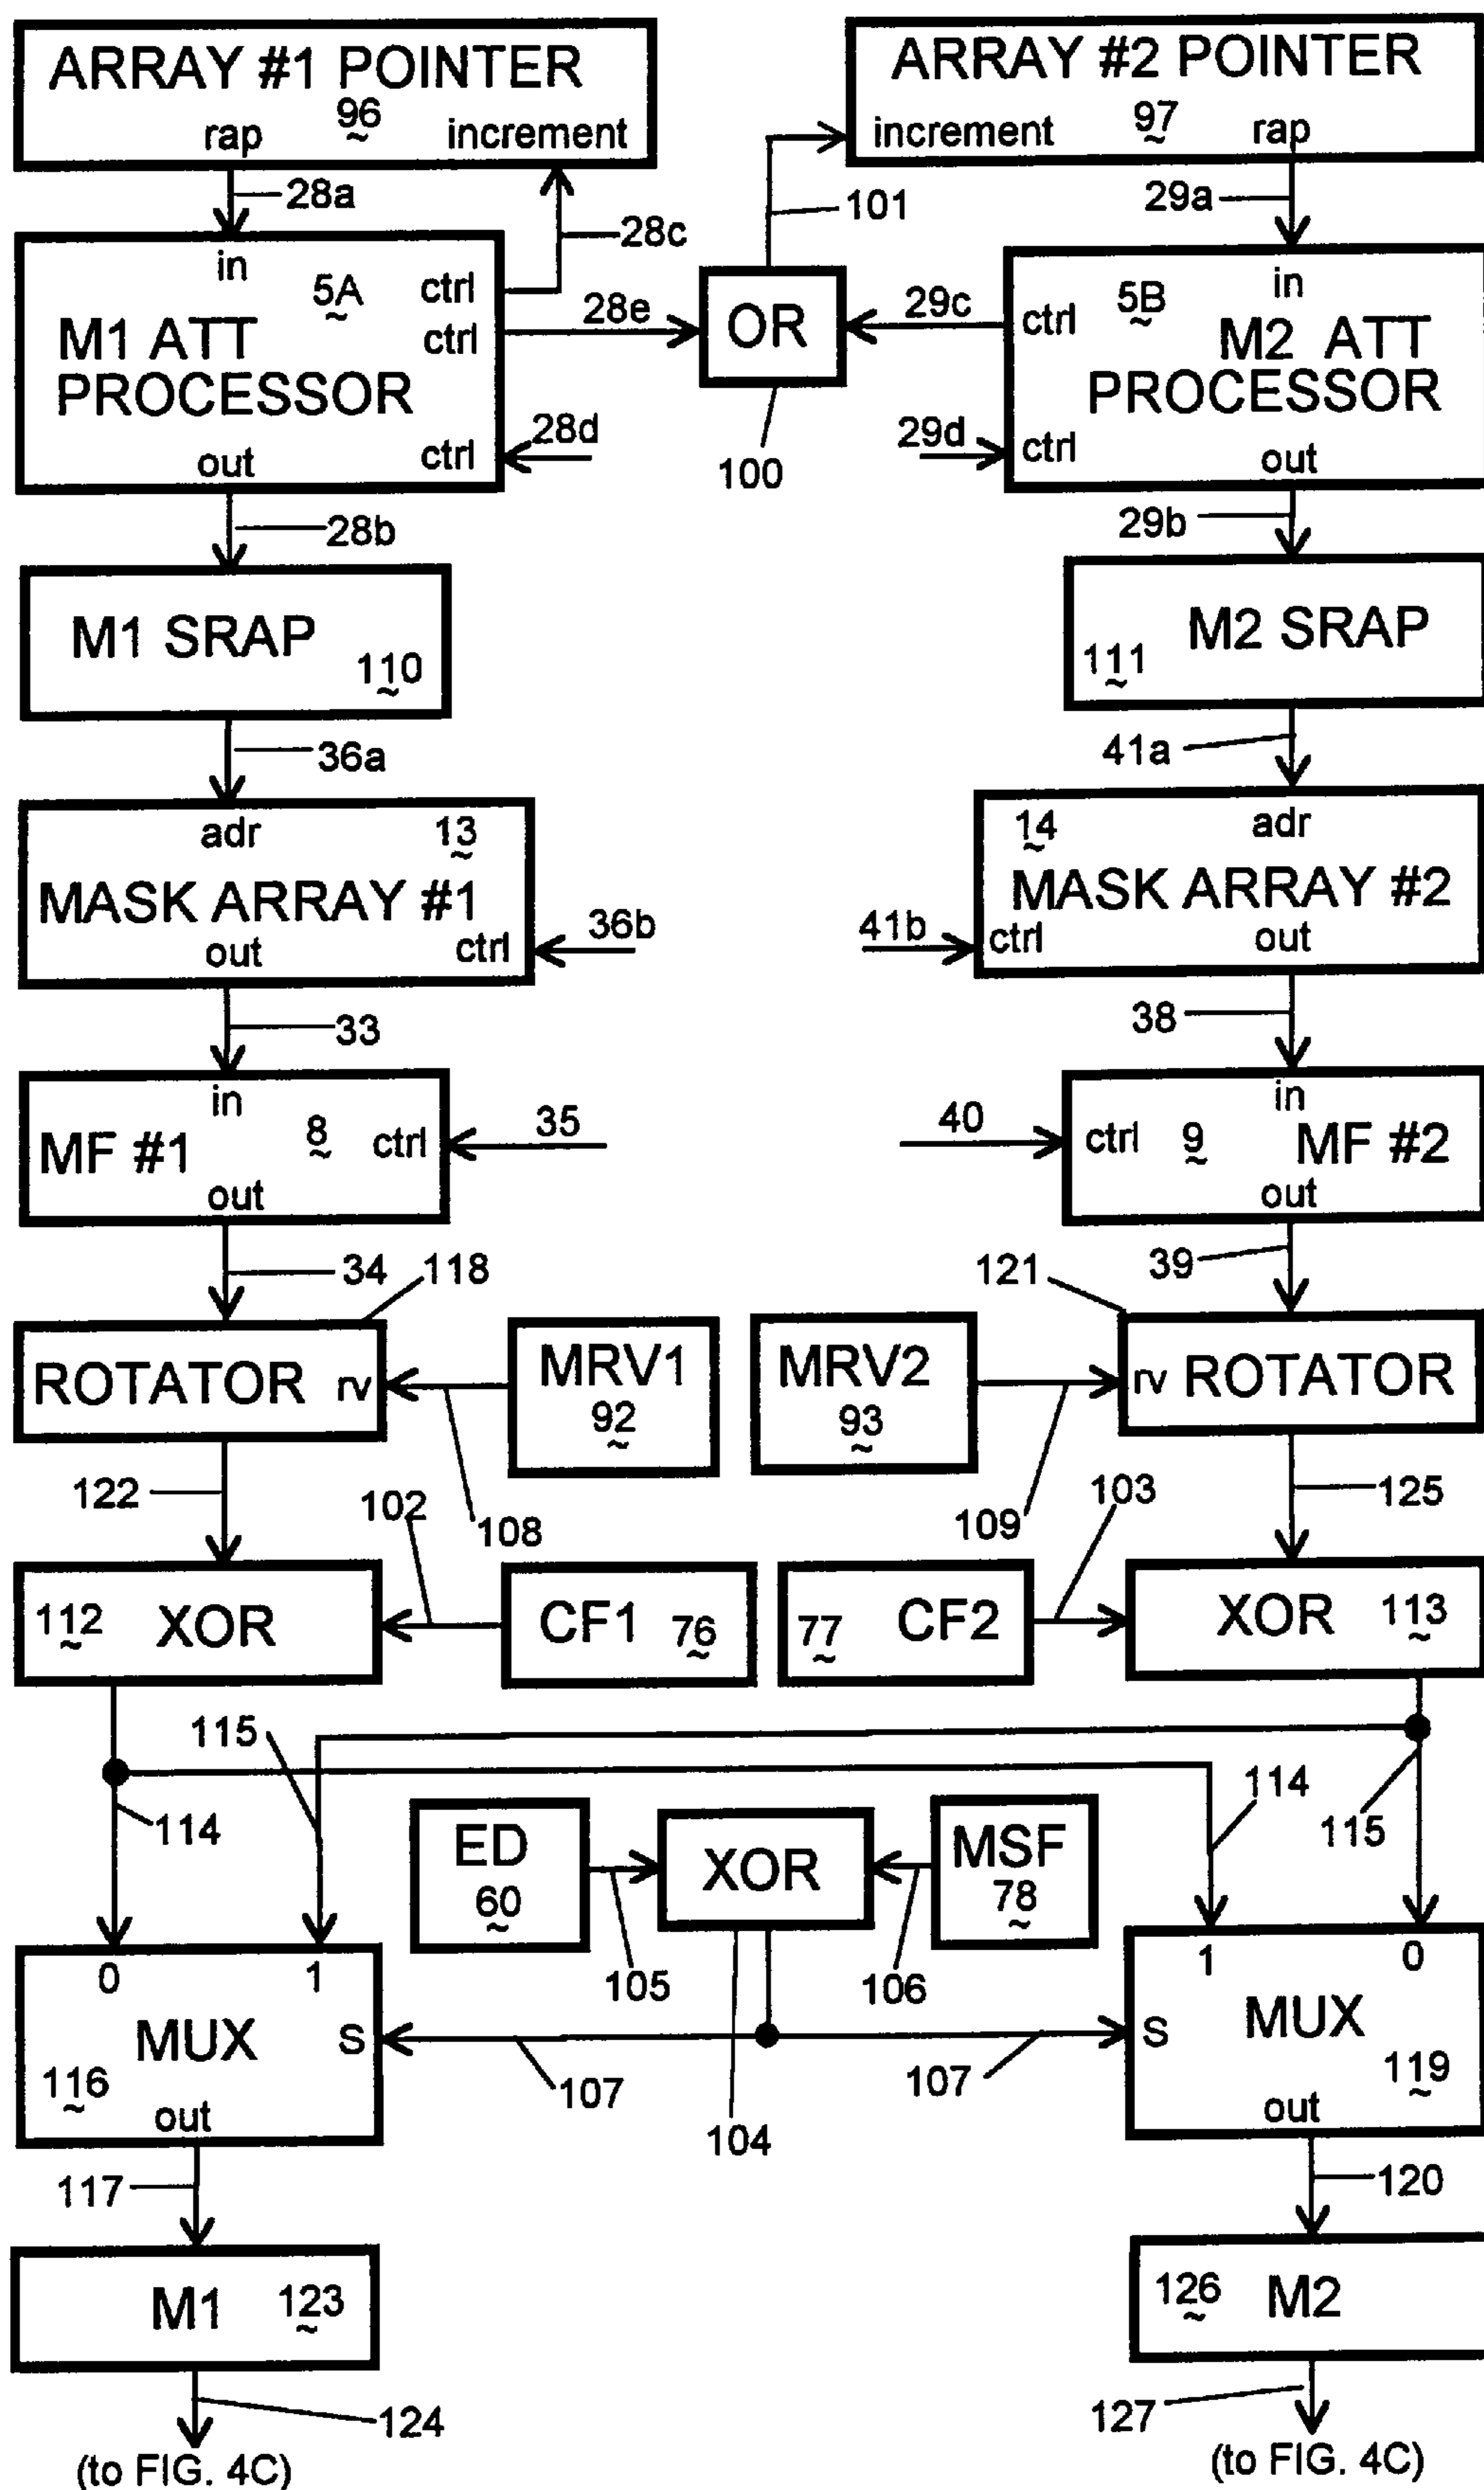 ARRAY #1 POINTER
96
rap
increment
ARRAY #2 POINTER
increment
97
rap
28a
28c
101
29a
in
5A
ctrl
ctrl
M1 ATT
PROCESSOR
out
ctrl
28e
OR
29c
5B
in
ctrl
M2 ATT
PROCESSOR
ctrl
out
28d
29d
100
28b
29b
M1 SRAP
110
M2 SRAP
111
36a
41a
adr
13
MASK ARRAY #1
out
ctrl
36b
14
adr
MASK ARRAY #2
41b
ctrl
out
33
38
in
MF #1
8
ctrl
out
35
40
in
ctrl
9
MF #2
out
34
118
121
39
ROTATOR
rv
MRV1
92
MRV2
93
rv
ROTATOR
122
102
108
109
103
125
112
XOR
CF1
76
77
CF2
XOR
113
115
114
114
115
ED
60
XOR
MSF
78
105
106
0
1
MUX
S
116
out
1
0
S
MUX
119
out
107
107
104
117
120
M1
123
126
M2
124
127
(to FIG. 4C)
(to FIG. 4C)